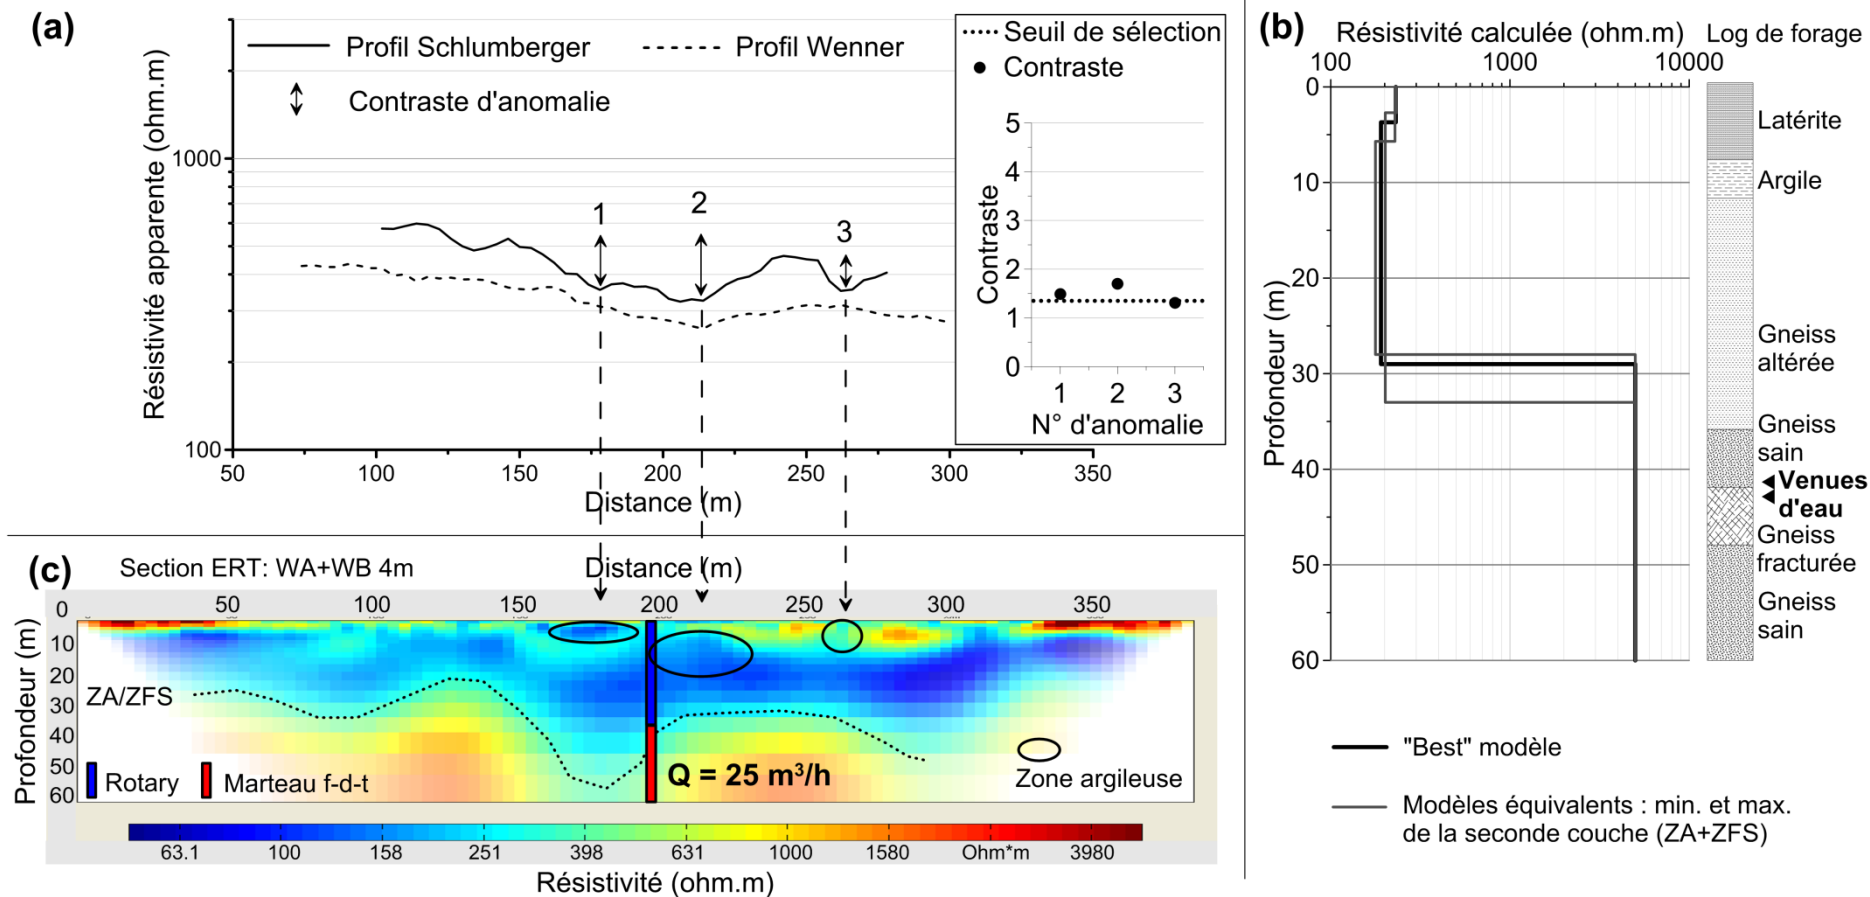 (a)
Profil Schlumberger
Profil Wenner
Contraste d'anomalie
Résistivité apparente (ohm.m)
1000
100
1
2
3
50
100
150
200
250
300
350
Distance (m)
Seuil de sélection
Contraste
Contraste
5
4
3
2
1
0
1
2
3
N° d'anomalie
(b)
Résistivité calculée (ohm.m)
Log de forage
100
1000
10000
Profondeur (m)
0
10
20
30
40
50
60
Latérite
Argile
Gneiss
altérée
Gneiss
sain
Venues
d'eau
Gneiss
fracturée
Gneiss
sain
"Best" modèle
Modèles équivalents : min. et max.
de la seconde couche (ZA+ZFS)
(c)
Section ERT: WA+WB 4m
Distance (m)
0
50
100
150
200
250
300
350
Profondeur (m)
10
20
30
40
50
60
ZA/ZFS
Rotary
Marteau f-d-t
Q = 25 m³/h
Zone argileuse
63.1
100
158
251
398
631
1000
1580
Ohm*m
3980
Résistivité (ohm.m)